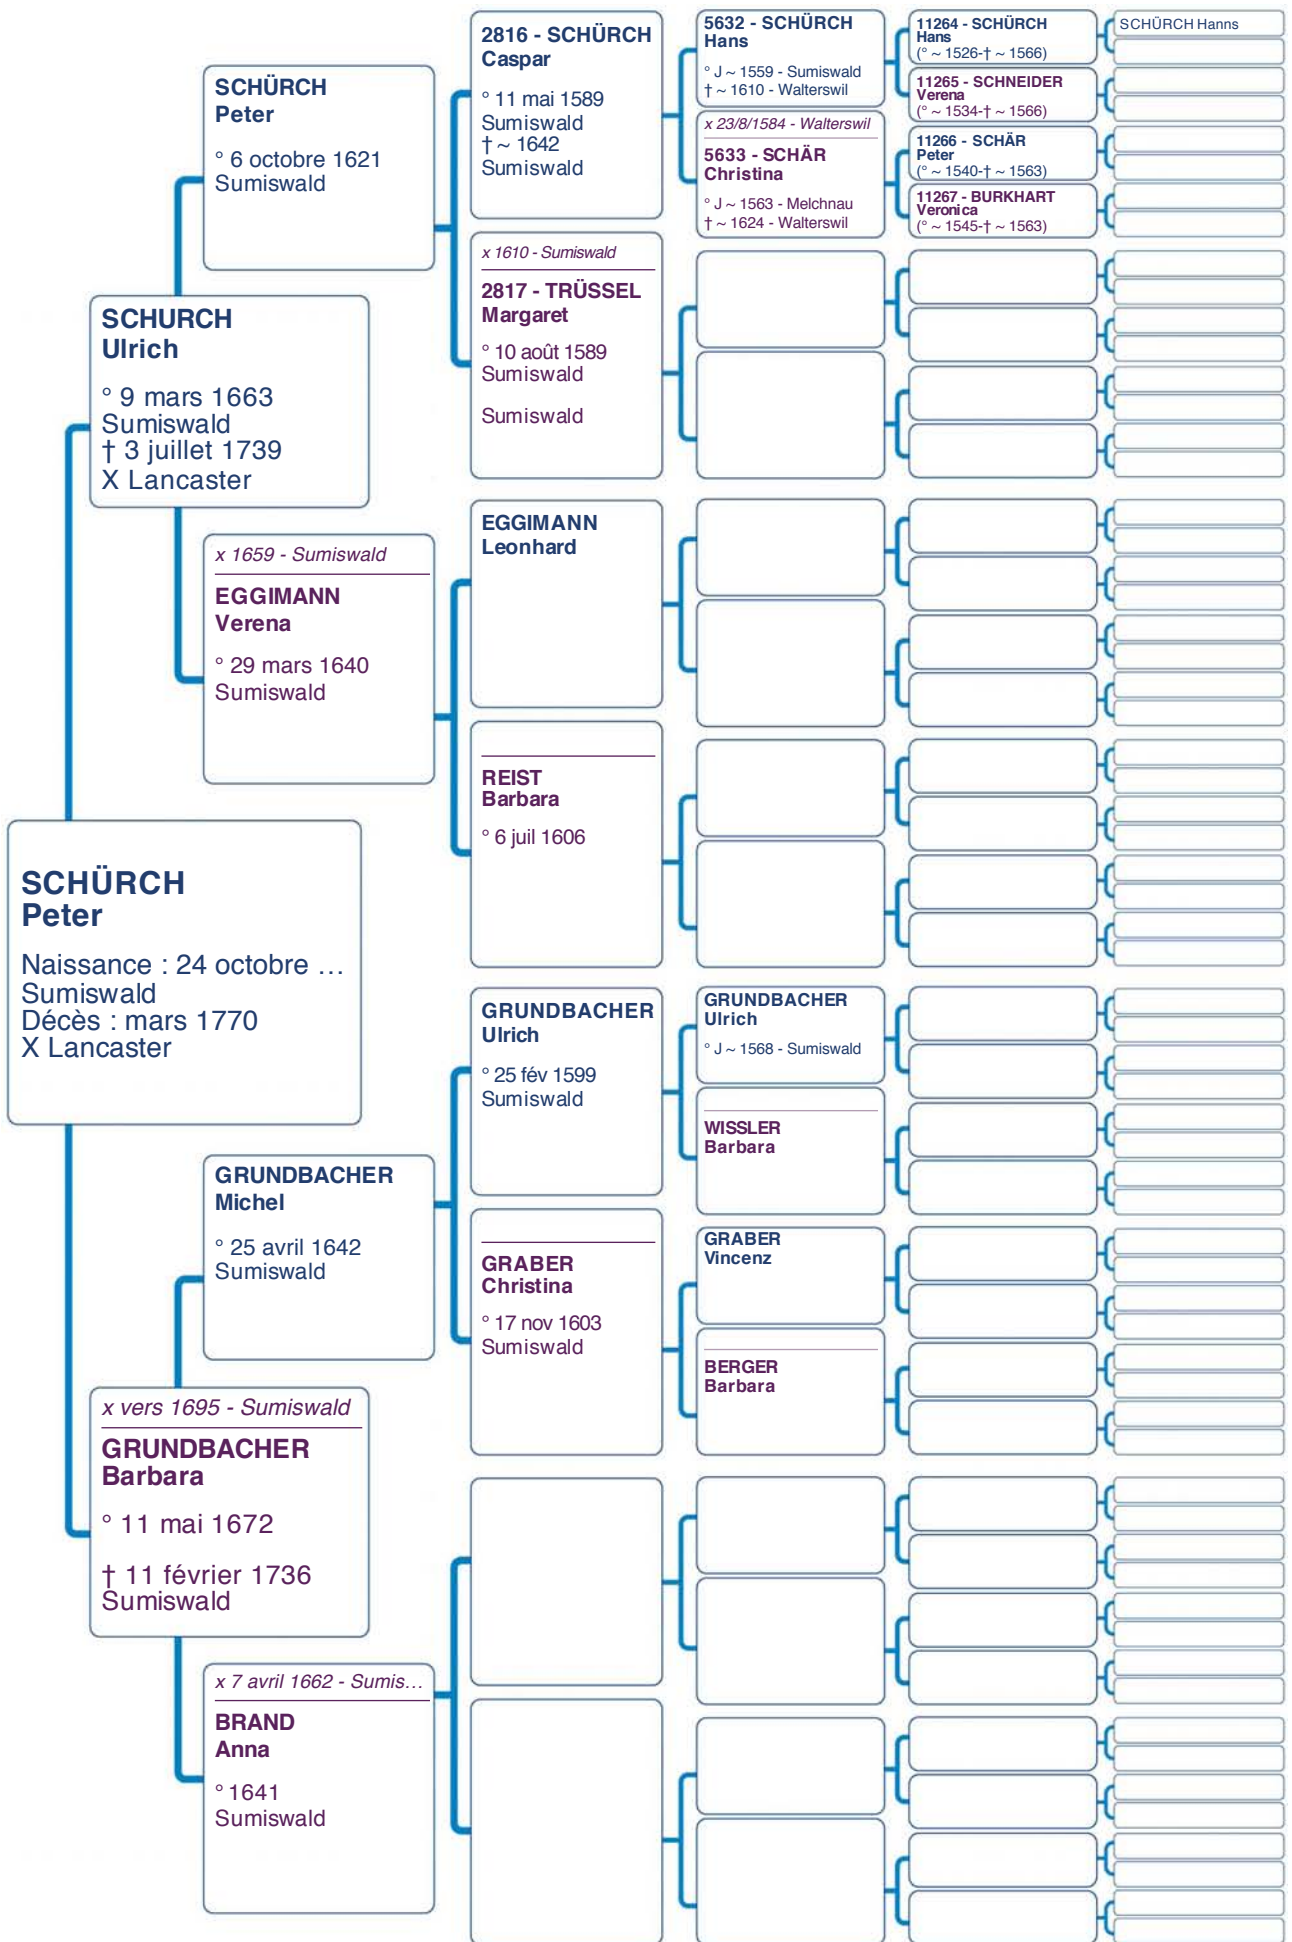 SCHÜRCH
Peter
Naissance : 24 octobre …
Sumiswald
Décès : mars 1770
X Lancaster
SCHURCH
Ulrich
° 9 mars 1663
Sumiswald
† 3 juillet 1739
X Lancaster
x vers 1695 - Sumiswald
GRUNDBACHER
Barbara
° 11 mai 1672
† 11 février 1736
Sumiswald
SCHÜRCH
Peter
° 6 octobre 1621
Sumiswald
x 1659 - Sumiswald
EGGIMANN
Verena
° 29 mars 1640
Sumiswald
GRUNDBACHER
Michel
° 25 avril 1642
Sumiswald
x 7 avril 1662 - Sumis…
BRAND
Anna
° 1641
Sumiswald
2816 - SCHÜRCH
Caspar
° 11 mai 1589
Sumiswald
† ~ 1642
Sumiswald
x 1610 - Sumiswald
2817 - TRÜSSEL
Margaret
° 10 août 1589
Sumiswald
Sumiswald
EGGIMANN
Leonhard
REIST
Barbara
° 6 juil 1606
GRUNDBACHER
Ulrich
° 25 fév 1599
Sumiswald
GRABER
Christina
° 17 nov 1603
Sumiswald
5632 - SCHÜRCH
Hans
° J ~ 1559 - Sumiswald
† ~ 1610 - Walterswil
x 23/8/1584 - Walterswil
5633 - SCHÄR
Christina
° J ~ 1563 - Melchnau
† ~ 1624 - Walterswil
GRUNDBACHER
Ulrich
° J ~ 1568 - Sumiswald
WISSLER
Barbara
GRABER
Vincenz
BERGER
Barbara
11264 - SCHÜRCH
Hans
(° ~ 1526-† ~ 1566)
11265 - SCHNEIDER
Verena
(° ~ 1534-† ~ 1566)
11266 - SCHÄR
Peter
(° ~ 1540-† ~ 1563)
11267 - BURKHART
Veronica
(° ~ 1545-† ~ 1563)
SCHÜRCH Hanns